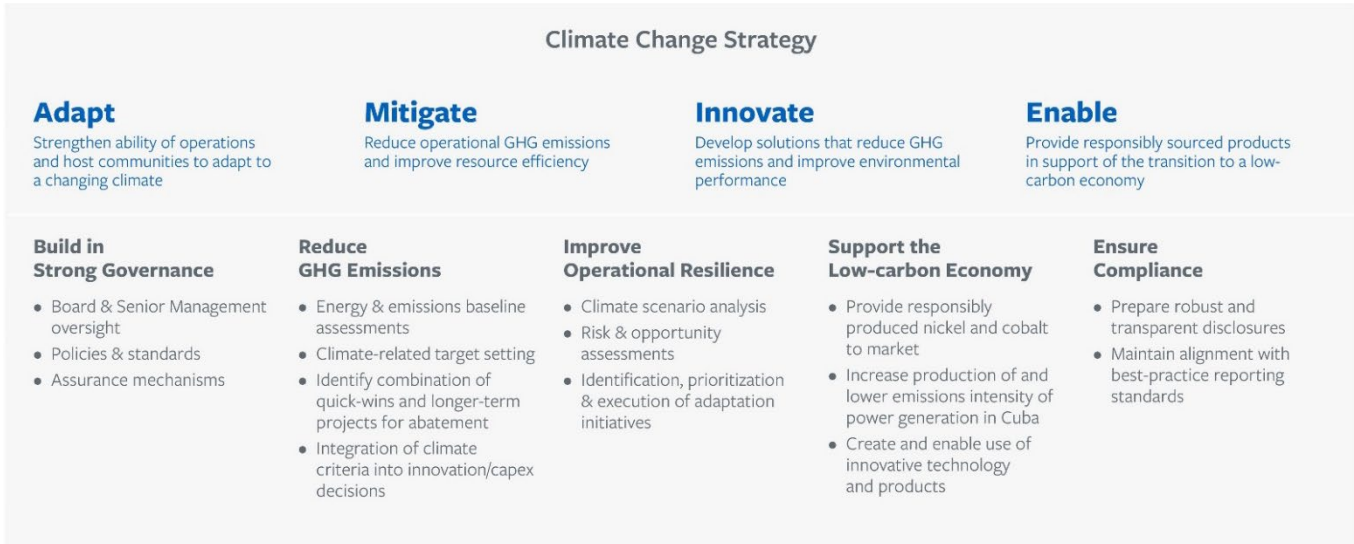 Climate Change Strategy
Adapt
Strengthen ability of operations
and host communities to adapt to
a changing climate
Mitigate
Reduce operational GHG emissions
and improve resource efficiency
Innovate
Develop solutions that reduce GHG
emissions and improve environmental
performance
Enable
Provide responsibly sourced products
in support of the transition to a low-
carbon economy
Build in
Strong Governance
• Board & Senior Management
oversight
• Policies & standards
• Assurance mechanisms
Reduce
GHG Emissions
• Energy & emissions baseline
assessments
• Climate-related target setting
• Identify combination of
quick-wins and longer-term
projects for abatement
• Integration of climate
criteria into innovation/capex
decisions
Improve
Operational Resilience
• Climate scenario analysis
• Risk & opportunity
assessments
• Identification, prioritization
& execution of adaptation
initiatives
Support the
Low-carbon Economy
• Provide responsibly
produced nickel and cobalt
to market
• Increase production of and
lower emissions intensity of
power generation in Cuba
• Create and enable use of
innovative technology
and products
Ensure
Compliance
• Prepare robust and
transparent disclosures
• Maintain alignment with
best-practice reporting
standards